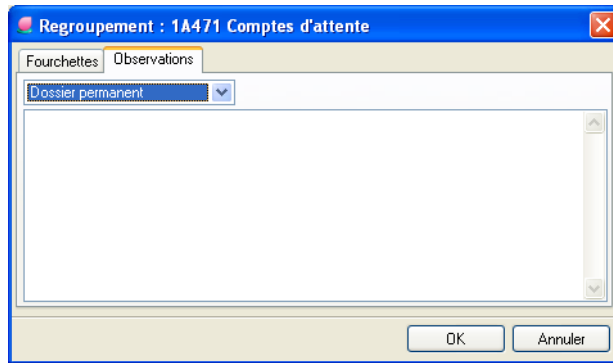 Regroupement : 1A471 Comptes d'attente
Fourchettes Observations
Dossier permanent
OK Annuler